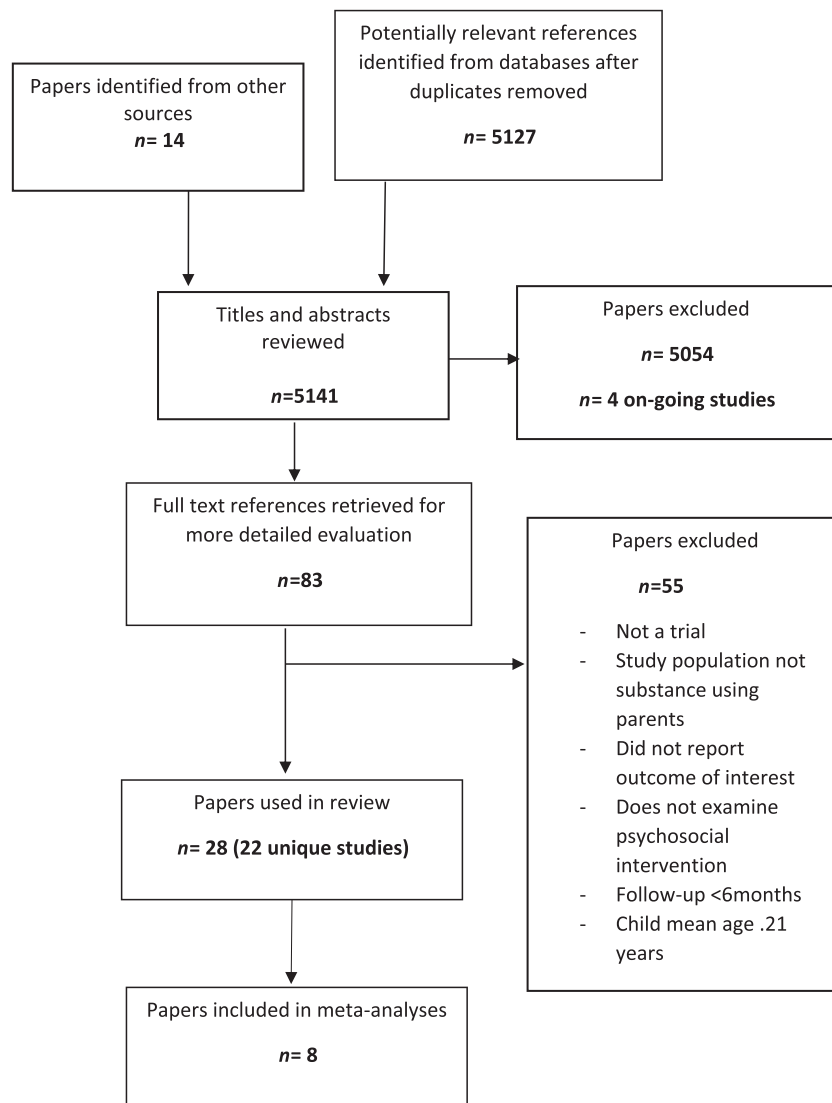 Papers identified from other
sources
n= 14
Potentially relevant references
identified from databases after
duplicates removed
n= 5127
Titles and abstracts
reviewed
n=5141
Papers excluded
n= 5054
n= 4 on-going studies
Full text references retrieved for
more detailed evaluation
n=83
Papers excluded
n=55
- Not a trial
- Study population not
substance using
parents
- Did not report
outcome of interest
- Does not examine
psychosocial
intervention
- Follow-up <6months
- Child mean age .21
years
Papers used in review
n= 28 (22 unique studies)
Papers included in meta-analyses
n= 8